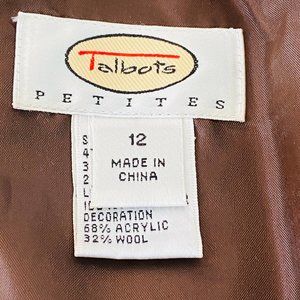 Talbots
PETITES
12
MADE IN
CHINA
DECORATION
68% ACRYLIC
32% WOOL